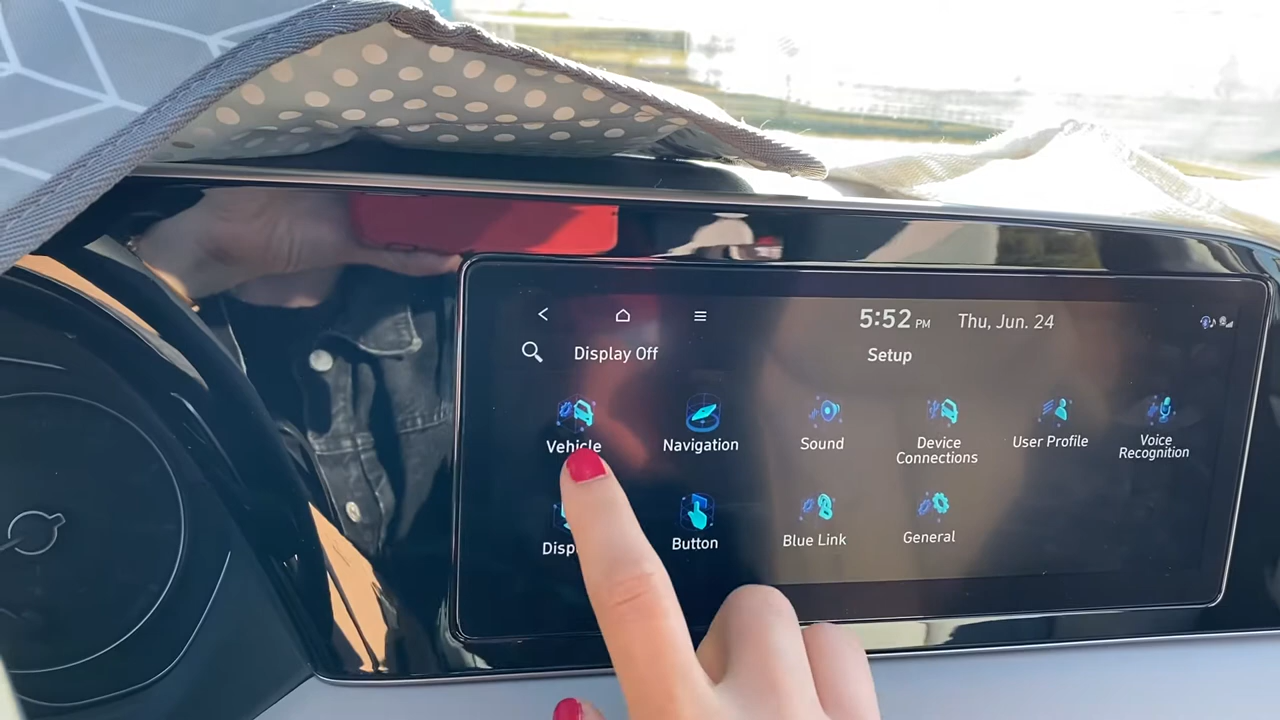 5:52 PM Thu, Jun. 24
Display Off
Setup
Vehicle
Navigation
Sound
Device
Connections
User Profile
Voice
Recognition
Button
Blue Link
General